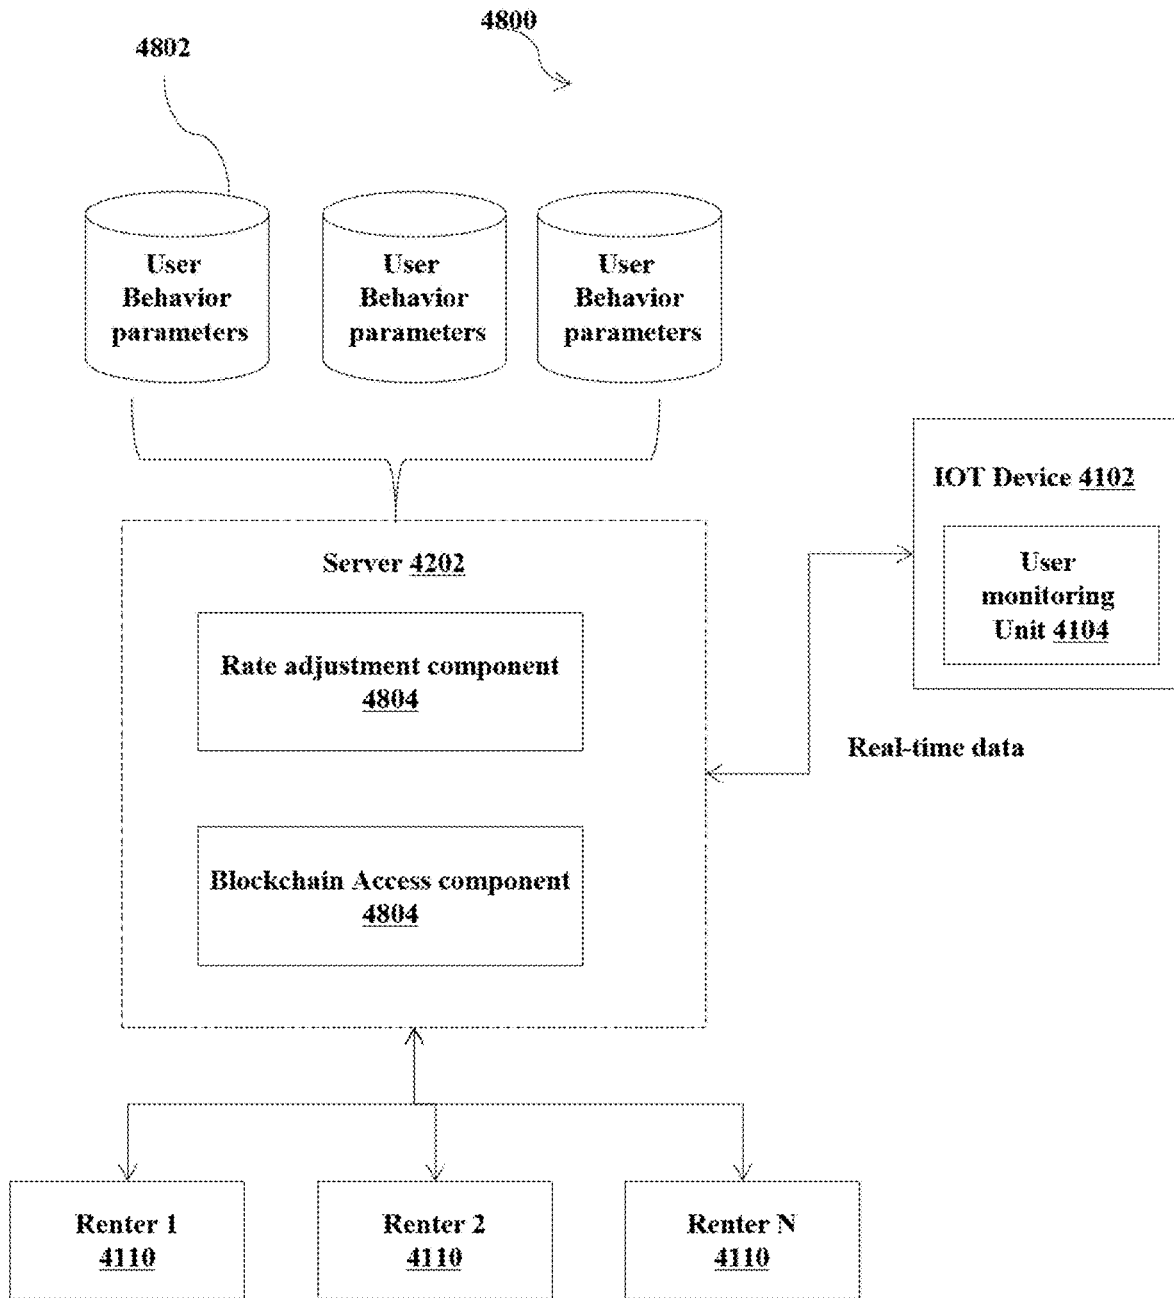 4800
4802
User
Behavior
parameters
User
Behavior
parameters
User
Behavior
parameters
IOT Device 4102
User
monitoring
Unit 4104
Server 4202
Rate adjustment component
4804
Real-time data
Blockchain Access component
4804
Renter 1
4110
Renter 2
4110
Renter N
4110